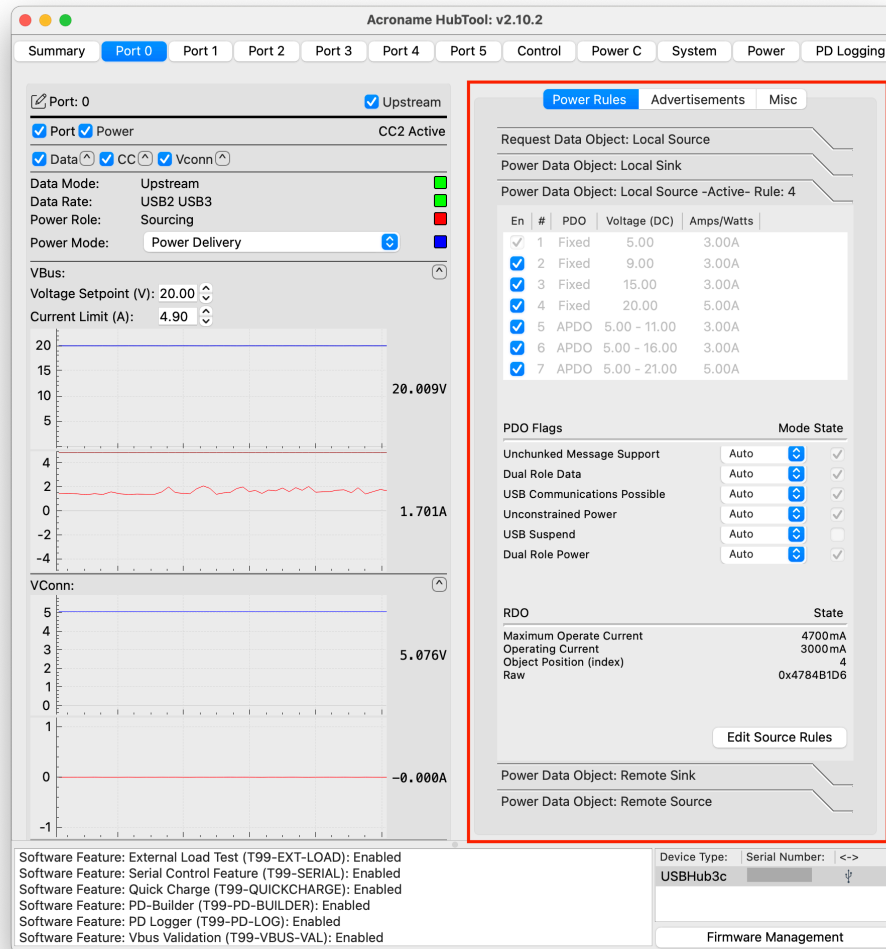 Acroname HubTool: v2.10.2
Summary Port 0 Port 1 Port 2 Port 3 Port 4 Port 5 Control Power C System Power PD Logging
Port: 0 Upstream
Port Power CC2 Active
Data CC Vconn
Data Mode: Upstream
Data Rate: USB2 USB3
Power Role: Sourcing
Power Mode: Power Delivery
VBus:
Voltage Setpoint (V): 20.00
Current Limit (A): 4.90
20
15
10
5
20.009V
4
2
0
-2
-4
1.701A
VConn:
5
4
3
2
1
0
5.076V
1
0
-1
-0.000A
Power Rules Advertisements Misc
Request Data Object: Local Source
Power Data Object: Local Sink
Power Data Object: Local Source -Active- Rule: 4
En # PDO Voltage (DC) Amps/Watts
1 Fixed 5.00 3.00A
2 Fixed 9.00 3.00A
3 Fixed 15.00 3.00A
4 Fixed 20.00 5.00A
5 APDO 5.00 - 11.00 3.00A
6 APDO 5.00 - 16.00 3.00A
7 APDO 5.00 - 21.00 5.00A
PDO Flags Mode State
Unchunked Message Support Auto
Dual Role Data Auto
USB Communications Possible Auto
Unconstrained Power Auto
USB Suspend Auto
Dual Role Power Auto
RDO State
Maximum Operate Current 4700mA
Operating Current 3000mA
Object Position (index) 4
Raw 0x4784B1D6
Edit Source Rules
Power Data Object: Remote Sink
Power Data Object: Remote Source
Software Feature: External Load Test (T99-EXT-LOAD): Enabled
Software Feature: Serial Control Feature (T99-SERIAL): Enabled
Software Feature: Quick Charge (T99-QUICKCHARGE): Enabled
Software Feature: PD-Builder (T99-PD-BUILDER): Enabled
Software Feature: PD Logger (T99-PD-LOG): Enabled
Software Feature: Vbus Validation (T99-VBUS-VAL): Enabled
Device Type: Serial Number: <->
USBHub3c
Firmware Management